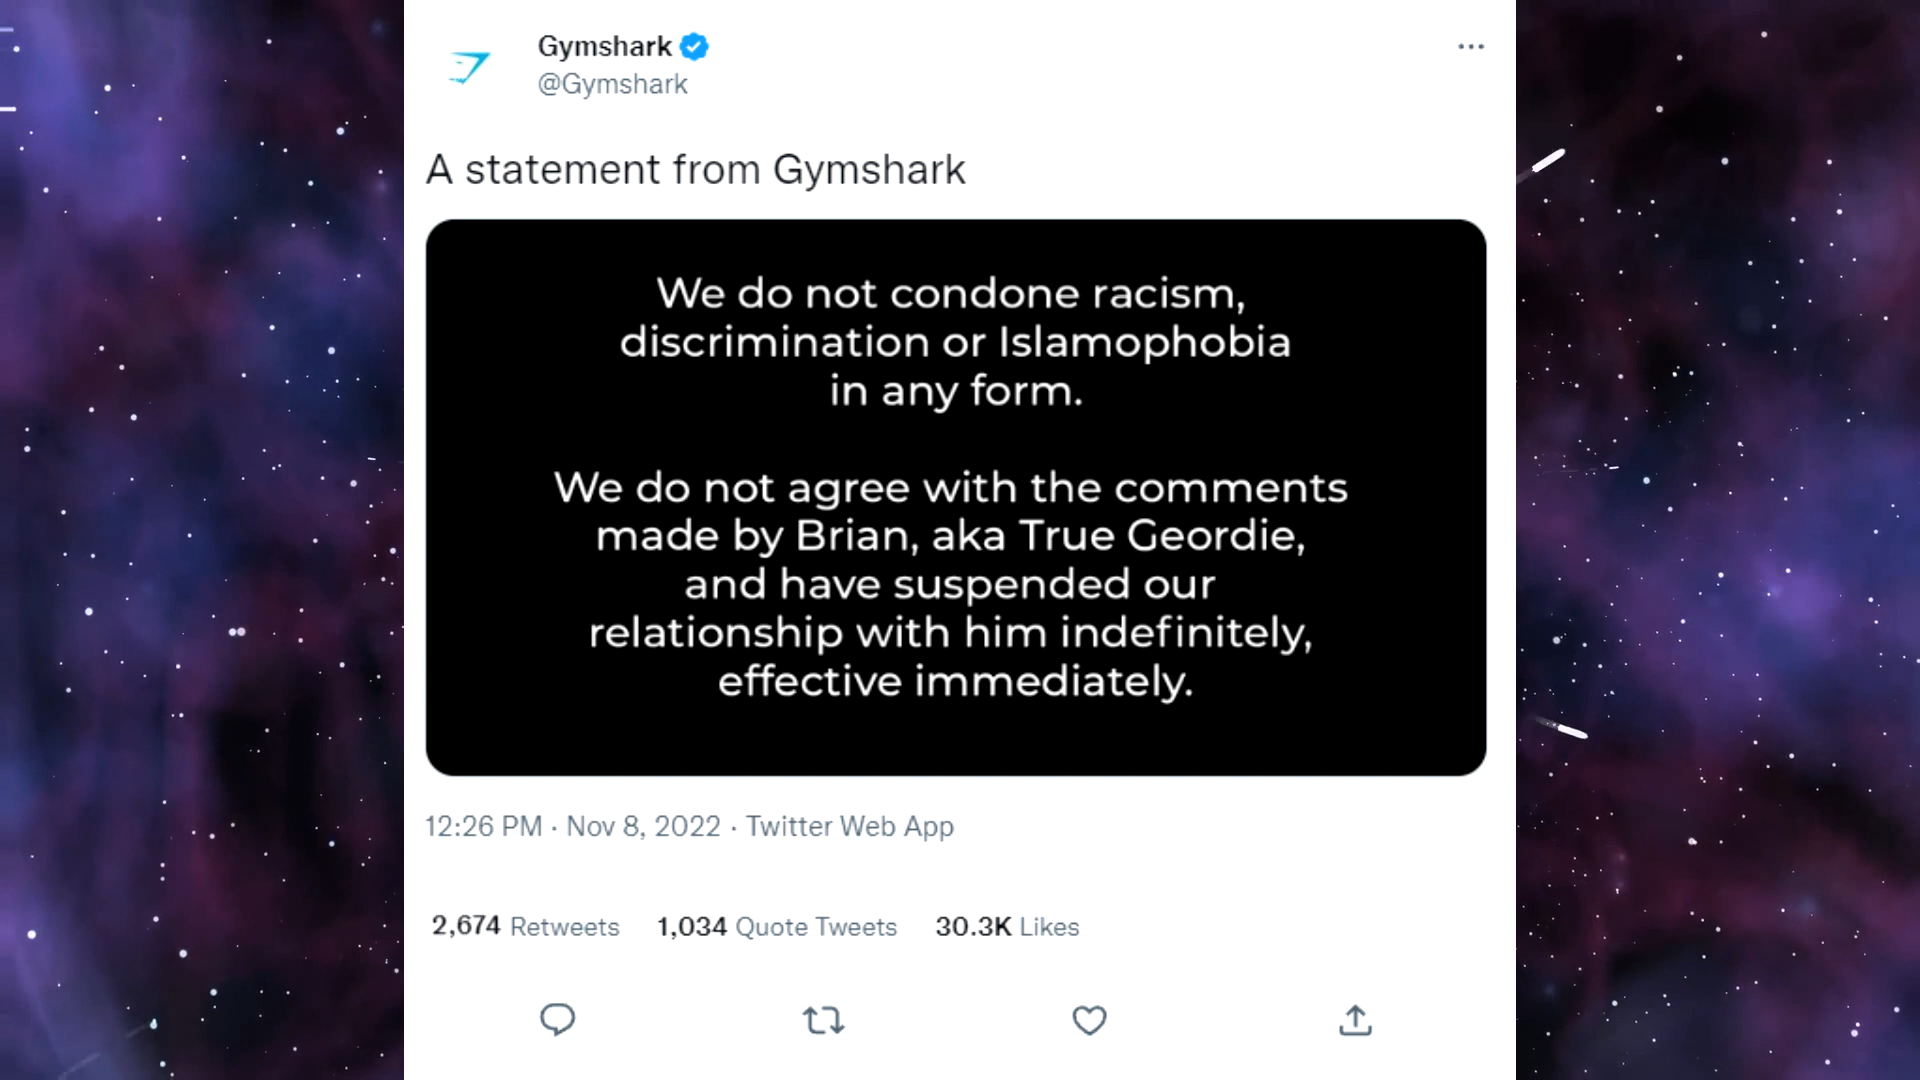 Gymshark
@Gymshark
A statement from Gymshark
We do not condone racism,
discrimination or Islamophobia
in any form.
We do not agree with the comments
made by Brian, aka True Geordie,
and have suspended our
relationship with him indefinitely,
effective immediately.
12:26 PM · Nov 8, 2022 · Twitter Web App
2,674 Retweets 1,034 Quote Tweets 30.3K Likes